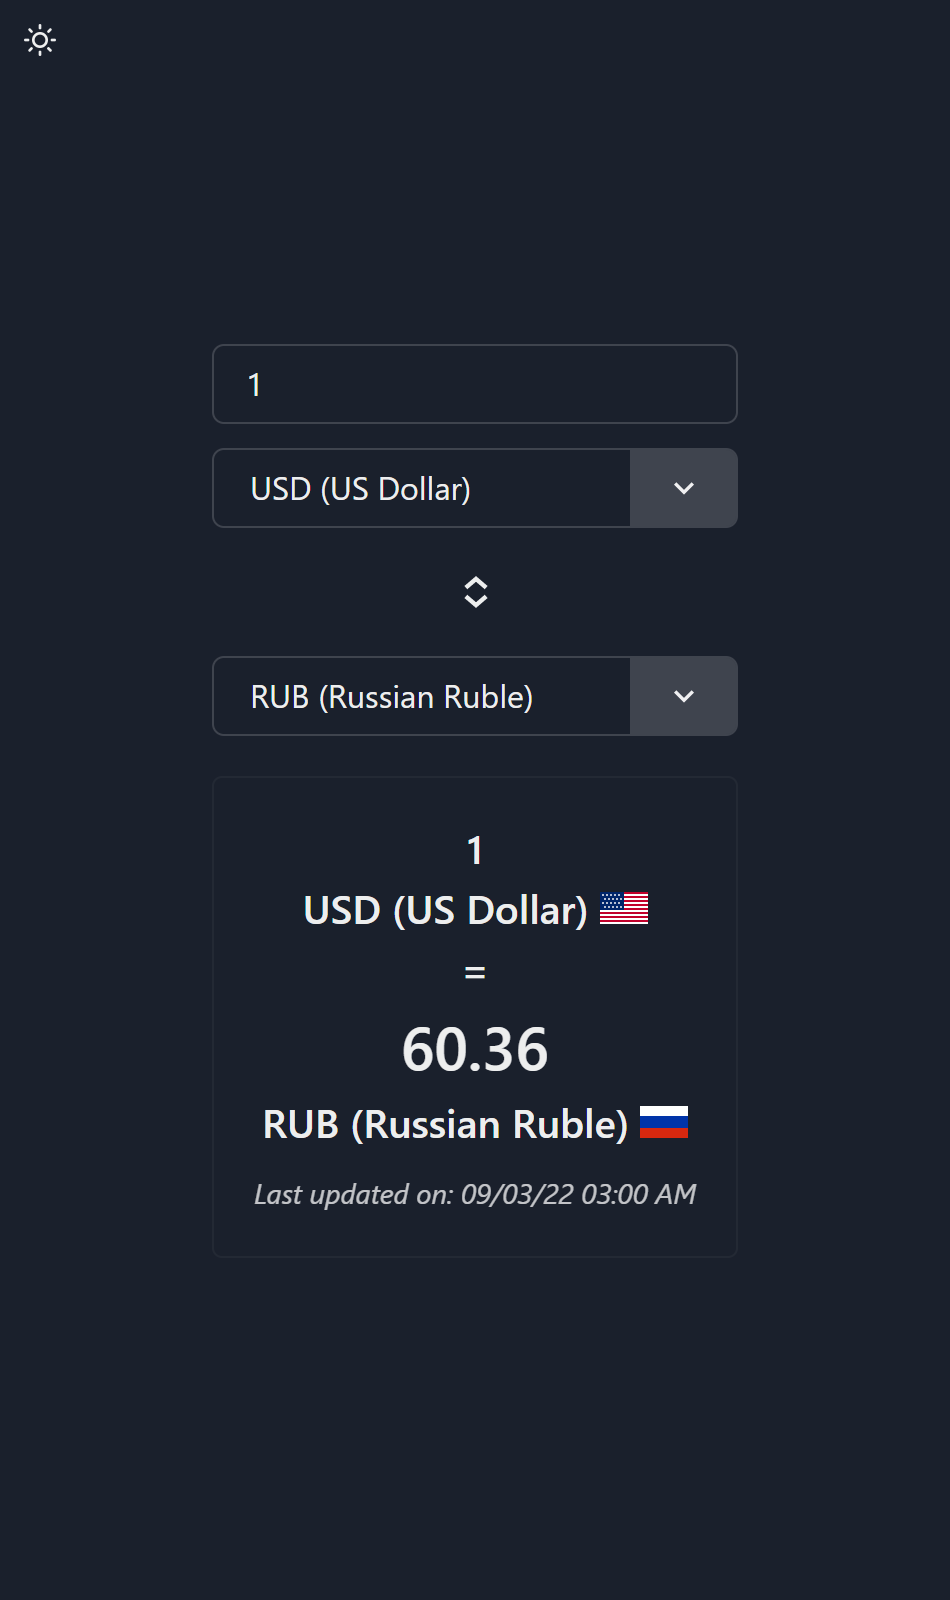 1
USD (US Dollar)
RUB (Russian Ruble)
1
USD (US Dollar)
=
60.36
RUB (Russian Ruble)
Last updated on: 09/03/22 03:00 AM